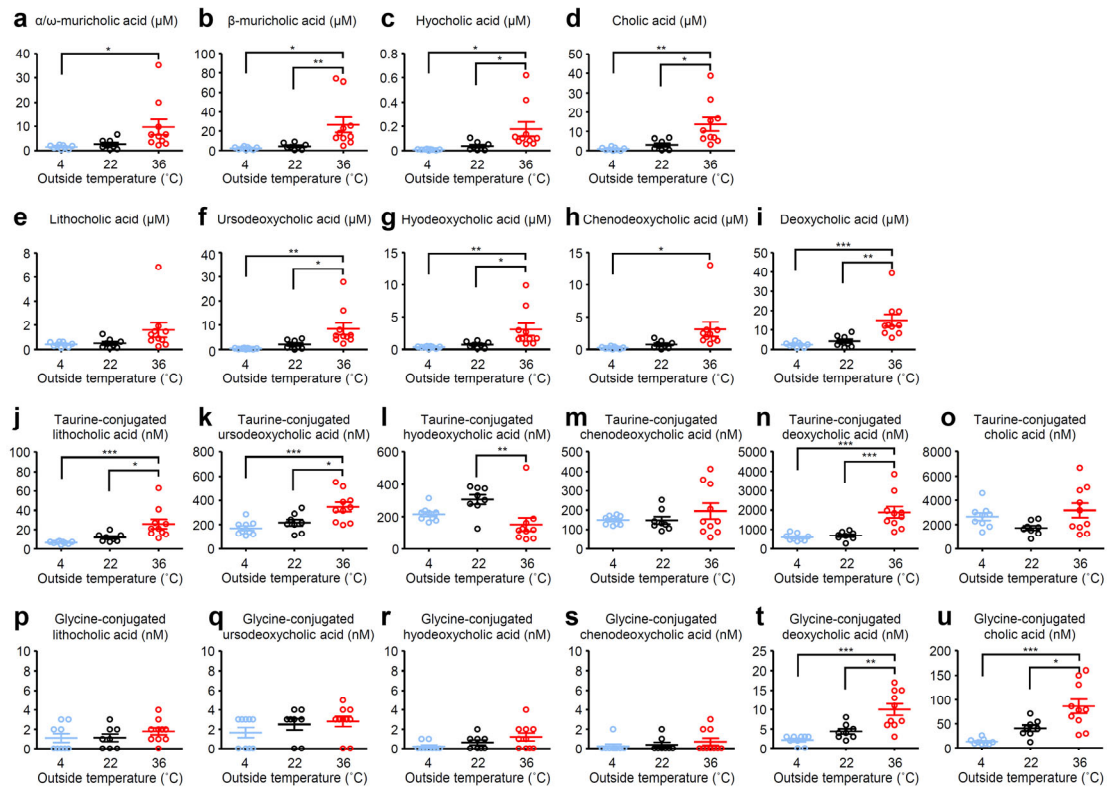 a α/ω-muricholic acid (μM)
*
40
30
20
10
0
4 22 36
Outside temperature (˚C)
b β-muricholic acid (μM)
*
**
100
80
60
40
20
0
4 22 36
Outside temperature (˚C)
c Hyocholic acid (μM)
*
*
0.8
0.6
0.4
0.2
0
4 22 36
Outside temperature (˚C)
d Cholic acid (μM)
**
*
50
40
30
20
10
0
4 22 36
Outside temperature (˚C)
e Lithocholic acid (μM)
8
6
4
2
0
4 22 36
Outside temperature (˚C)
f Ursodeoxycholic acid (μM)
**
*
40
30
20
10
0
4 22 36
Outside temperature (˚C)
g Hyodeoxycholic acid (μM)
**
*
15
10
5
0
4 22 36
Outside temperature (˚C)
h Chenodeoxycholic acid (μM)
*
15
10
5
0
4 22 36
Outside temperature (˚C)
i Deoxycholic acid (μM)
***
**
50
40
30
20
10
0
4 22 36
Outside temperature (˚C)
j Taurine-conjugated
lithocholic acid (nM)
***
*
100
80
60
40
20
0
4 22 36
Outside temperature (˚C)
k Taurine-conjugated
ursodeoxycholic acid (nM)
***
*
800
600
400
200
0
4 22 36
Outside temperature (˚C)
l Taurine-conjugated
hyodeoxycholic acid (nM)
**
600
400
200
0
4 22 36
Outside temperature (˚C)
m Taurine-conjugated
chenodeoxycholic acid (nM)
500
400
300
200
100
0
4 22 36
Outside temperature (˚C)
n Taurine-conjugated
deoxycholic acid (nM)
***
***
5000
4000
3000
2000
1000
0
4 22 36
Outside temperature (˚C)
o Taurine-conjugated
cholic acid (nM)
8000
6000
4000
2000
0
4 22 36
Outside temperature (˚C)
p Glycine-conjugated
lithocholic acid (nM)
10
8
6
4
2
0
4 22 36
Outside temperature (˚C)
q Glycine-conjugated
ursodeoxycholic acid (nM)
10
8
6
4
2
0
4 22 36
Outside temperature (˚C)
r Glycine-conjugated
hyodeoxycholic acid (nM)
10
8
6
4
2
0
4 22 36
Outside temperature (˚C)
s Glycine-conjugated
chenodeoxycholic acid (nM)
10
8
6
4
2
0
4 22 36
Outside temperature (˚C)
t Glycine-conjugated
deoxycholic acid (nM)
***
**
25
20
15
10
5
0
4 22 36
Outside temperature (˚C)
u Glycine-conjugated
cholic acid (nM)
***
*
200
150
100
50
0
4 22 36
Outside temperature (˚C)